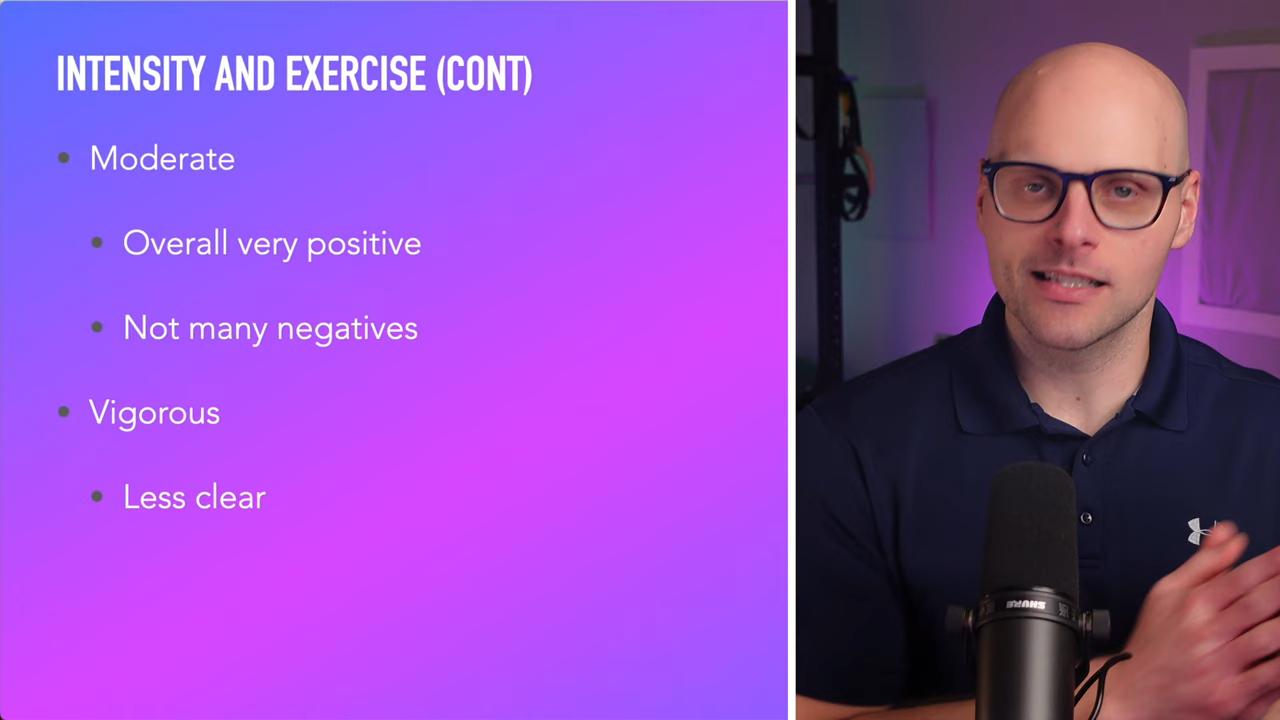 INTENSITY AND EXERCISE (CONT)
• Moderate
• Overall very positive
• Not many negatives
• Vigorous
• Less clear
SHURE